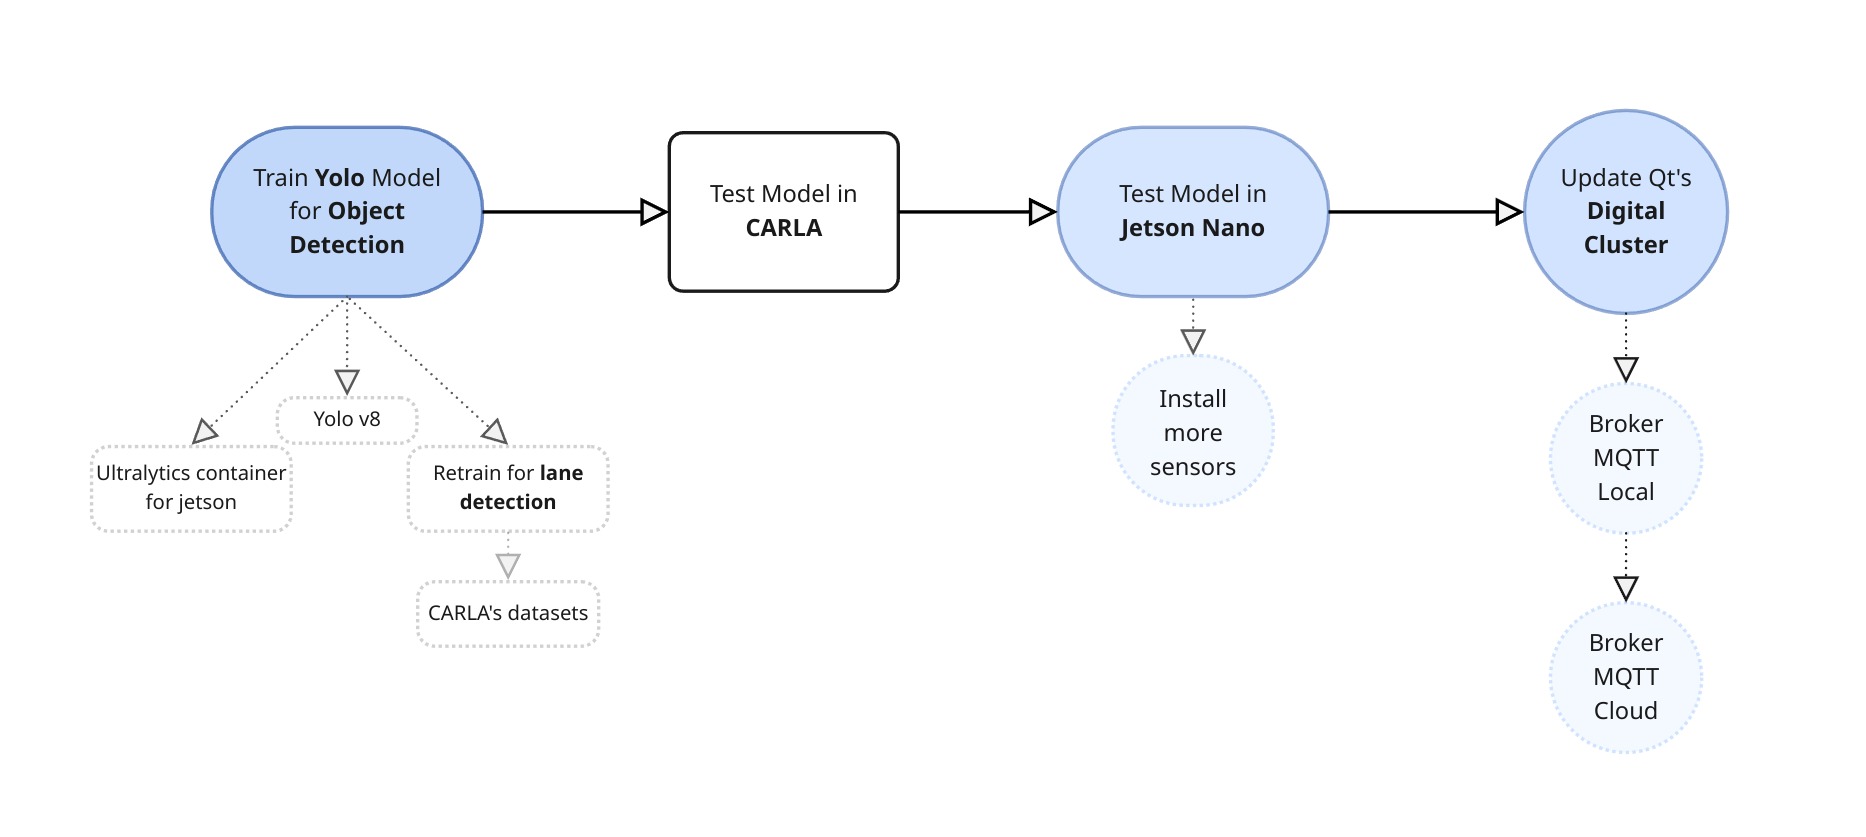 Train Yolo Model
for Object
Detection
Test Model in
CARLA
Test Model in
Jetson Nano
Update Qt's
Digital
Cluster
Yolo v8
Ultralytics container
for jetson
Retrain for lane
detection
CARLA's datasets
Install
more
sensors
Broker
MQTT
Local
Broker
MQTT
Cloud